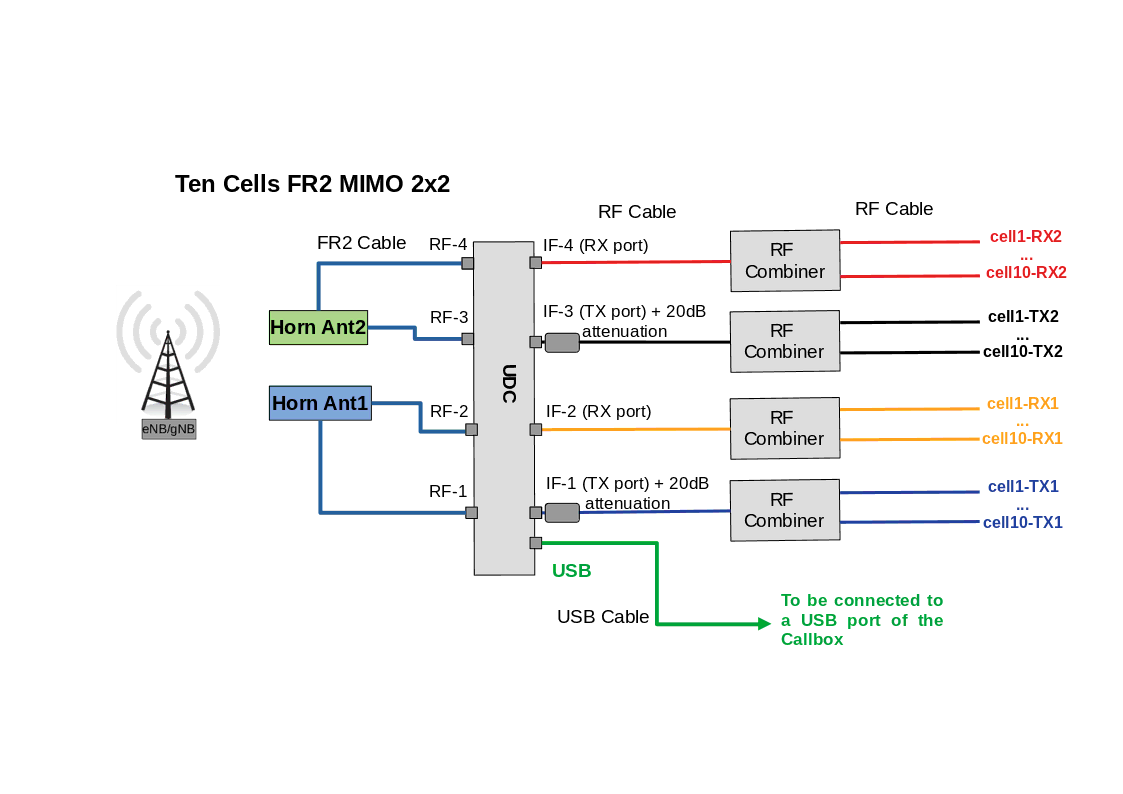 Ten Cells FR2 MIMO 2x2
RF Cable
RF Cable
FR2 Cable
RF-4
IF-4 (RX port)
RF
Combiner
cell1-RX2
...
cell10-RX2
Horn Ant2
RF-3
IF-3 (TX port) + 20dB
attenuation
RF
Combiner
cell1-TX2
...
cell10-TX2
UDC
Horn Ant1
RF-2
IF-2 (RX port)
RF
Combiner
cell1-RX1
...
cell10-RX1
eNB/gNB
RF-1
IF-1 (TX port) + 20dB
attenuation
RF
Combiner
cell1-TX1
...
cell10-TX1
USB
USB Cable
To be connected to
a USB port of the
Callbox